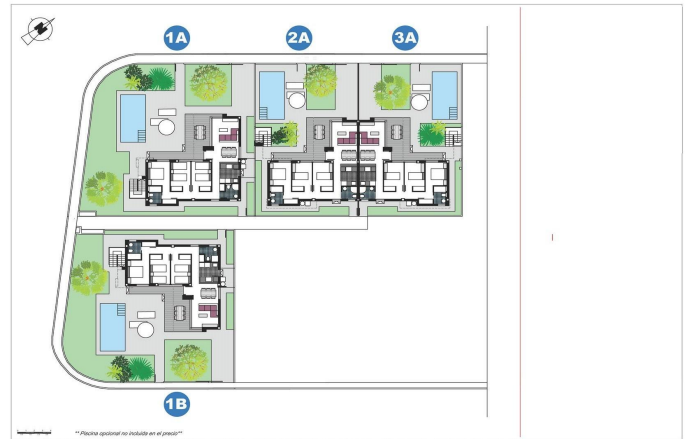 N
1A
2A
3A
1B
** Piscina opcional no incluida en el precio**